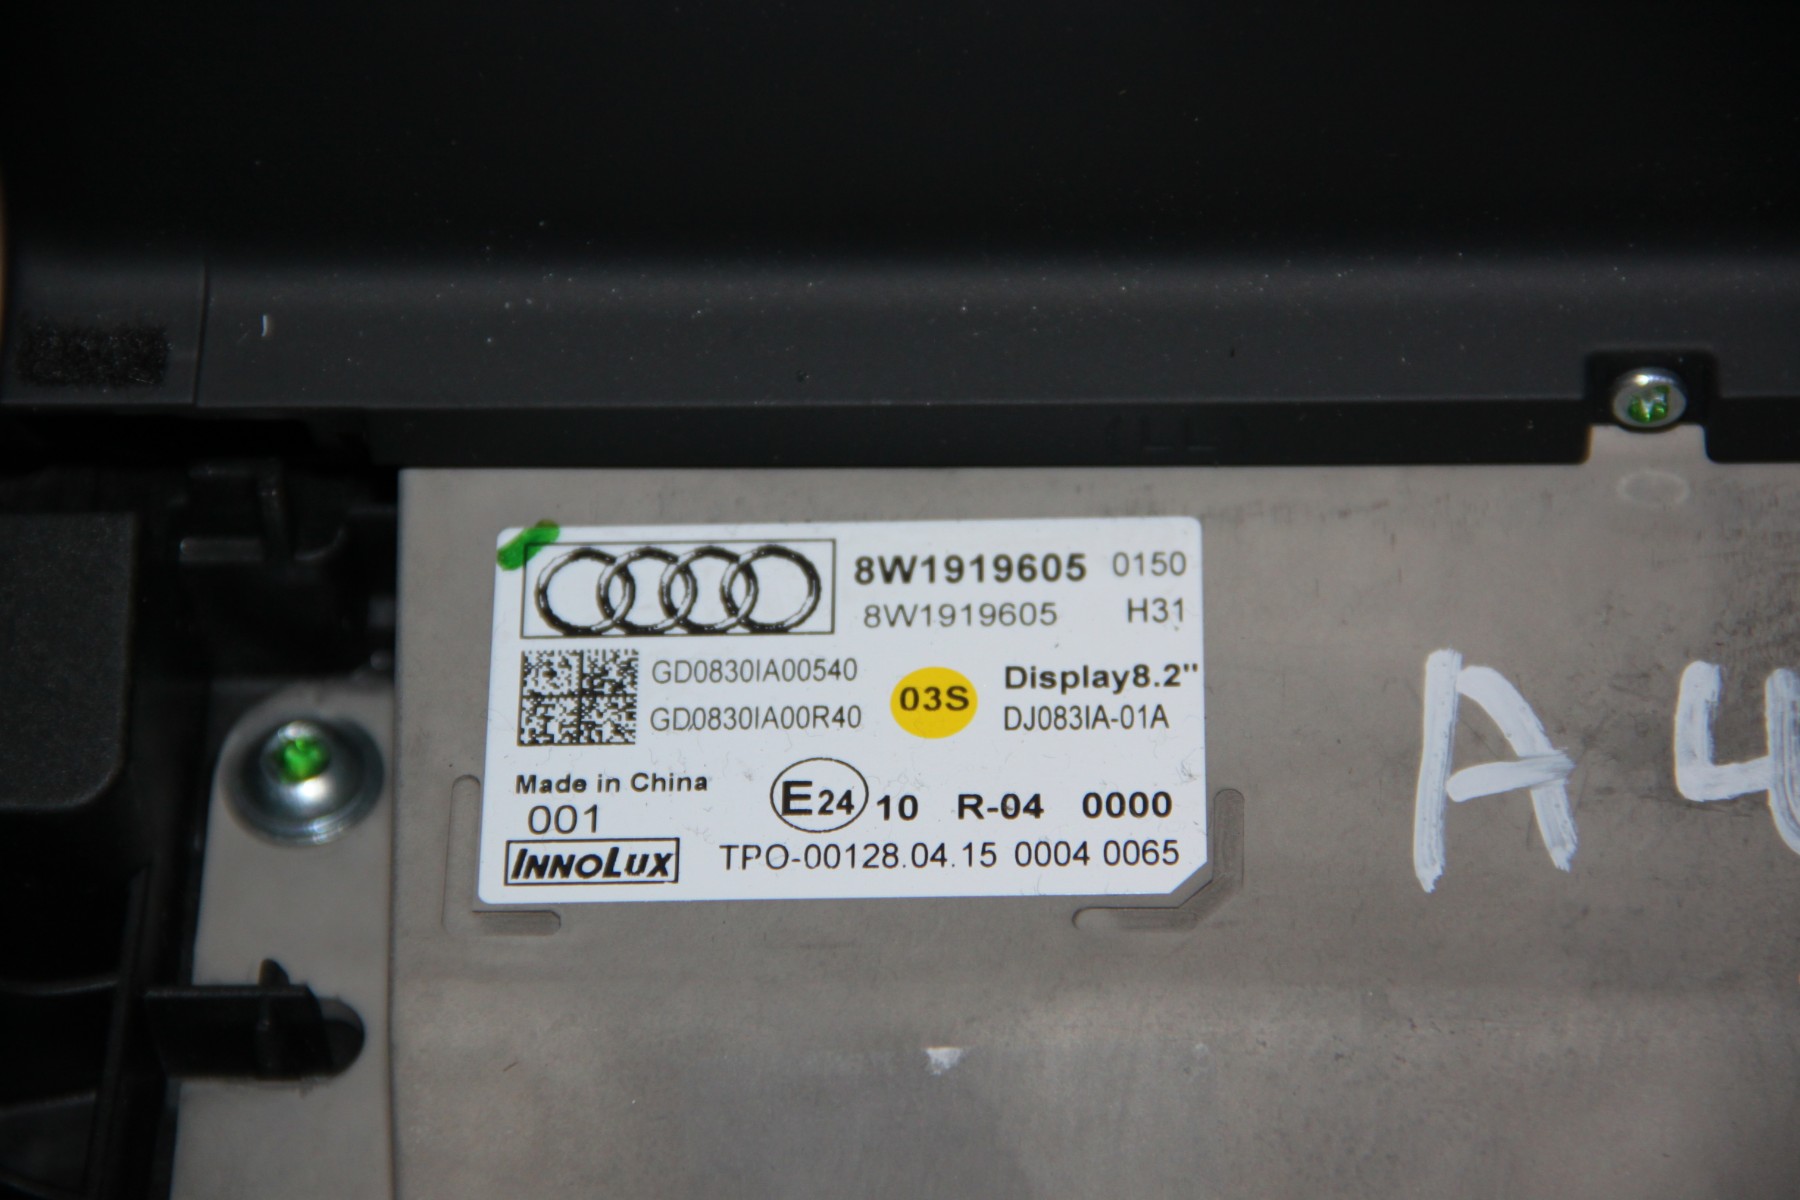 8W1919605 0150
8W1919605 H31
GD0830IA00540
GD0830IA00R40
03S
Display8.2"
DJ083IA-01A
Made in China
001
E24 10 R-04 0000
INNOLUX
TPO-00128.04.15 0004 0065
A4